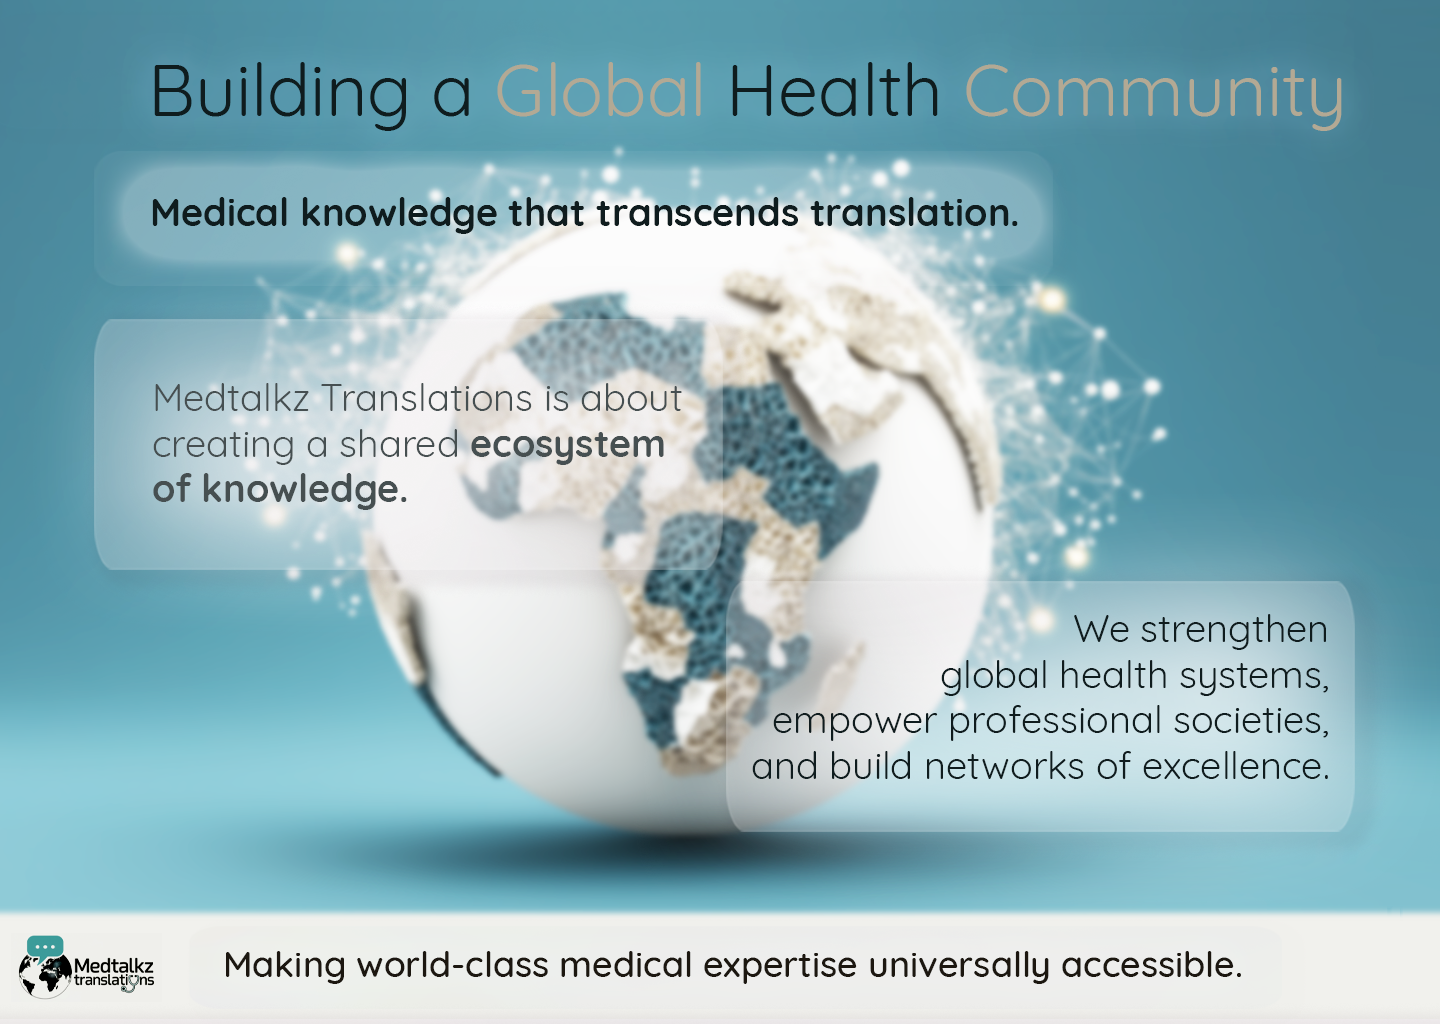 Building a Global Health Community
Medical knowledge that transcends translation.
Medtalkz Translations is about
creating a shared ecosystem
of knowledge.
We strengthen
global health systems,
empower professional societies,
and build networks of excellence.
Medtalkz
translations
Making world-class medical expertise universally accessible.